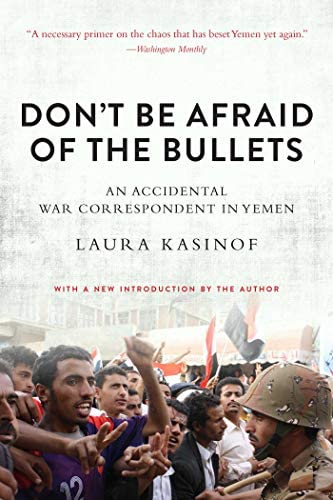 “A necessary primer on the chaos that has beset Yemen yet again.”
—Washington Monthly
DON’T BE AFRAID
OF THE BULLETS
AN ACCIDENTAL
WAR CORRESPONDENT IN YEMEN
LAURA KASINOF
WITH A NEW INTRODUCTION BY THE AUTHOR